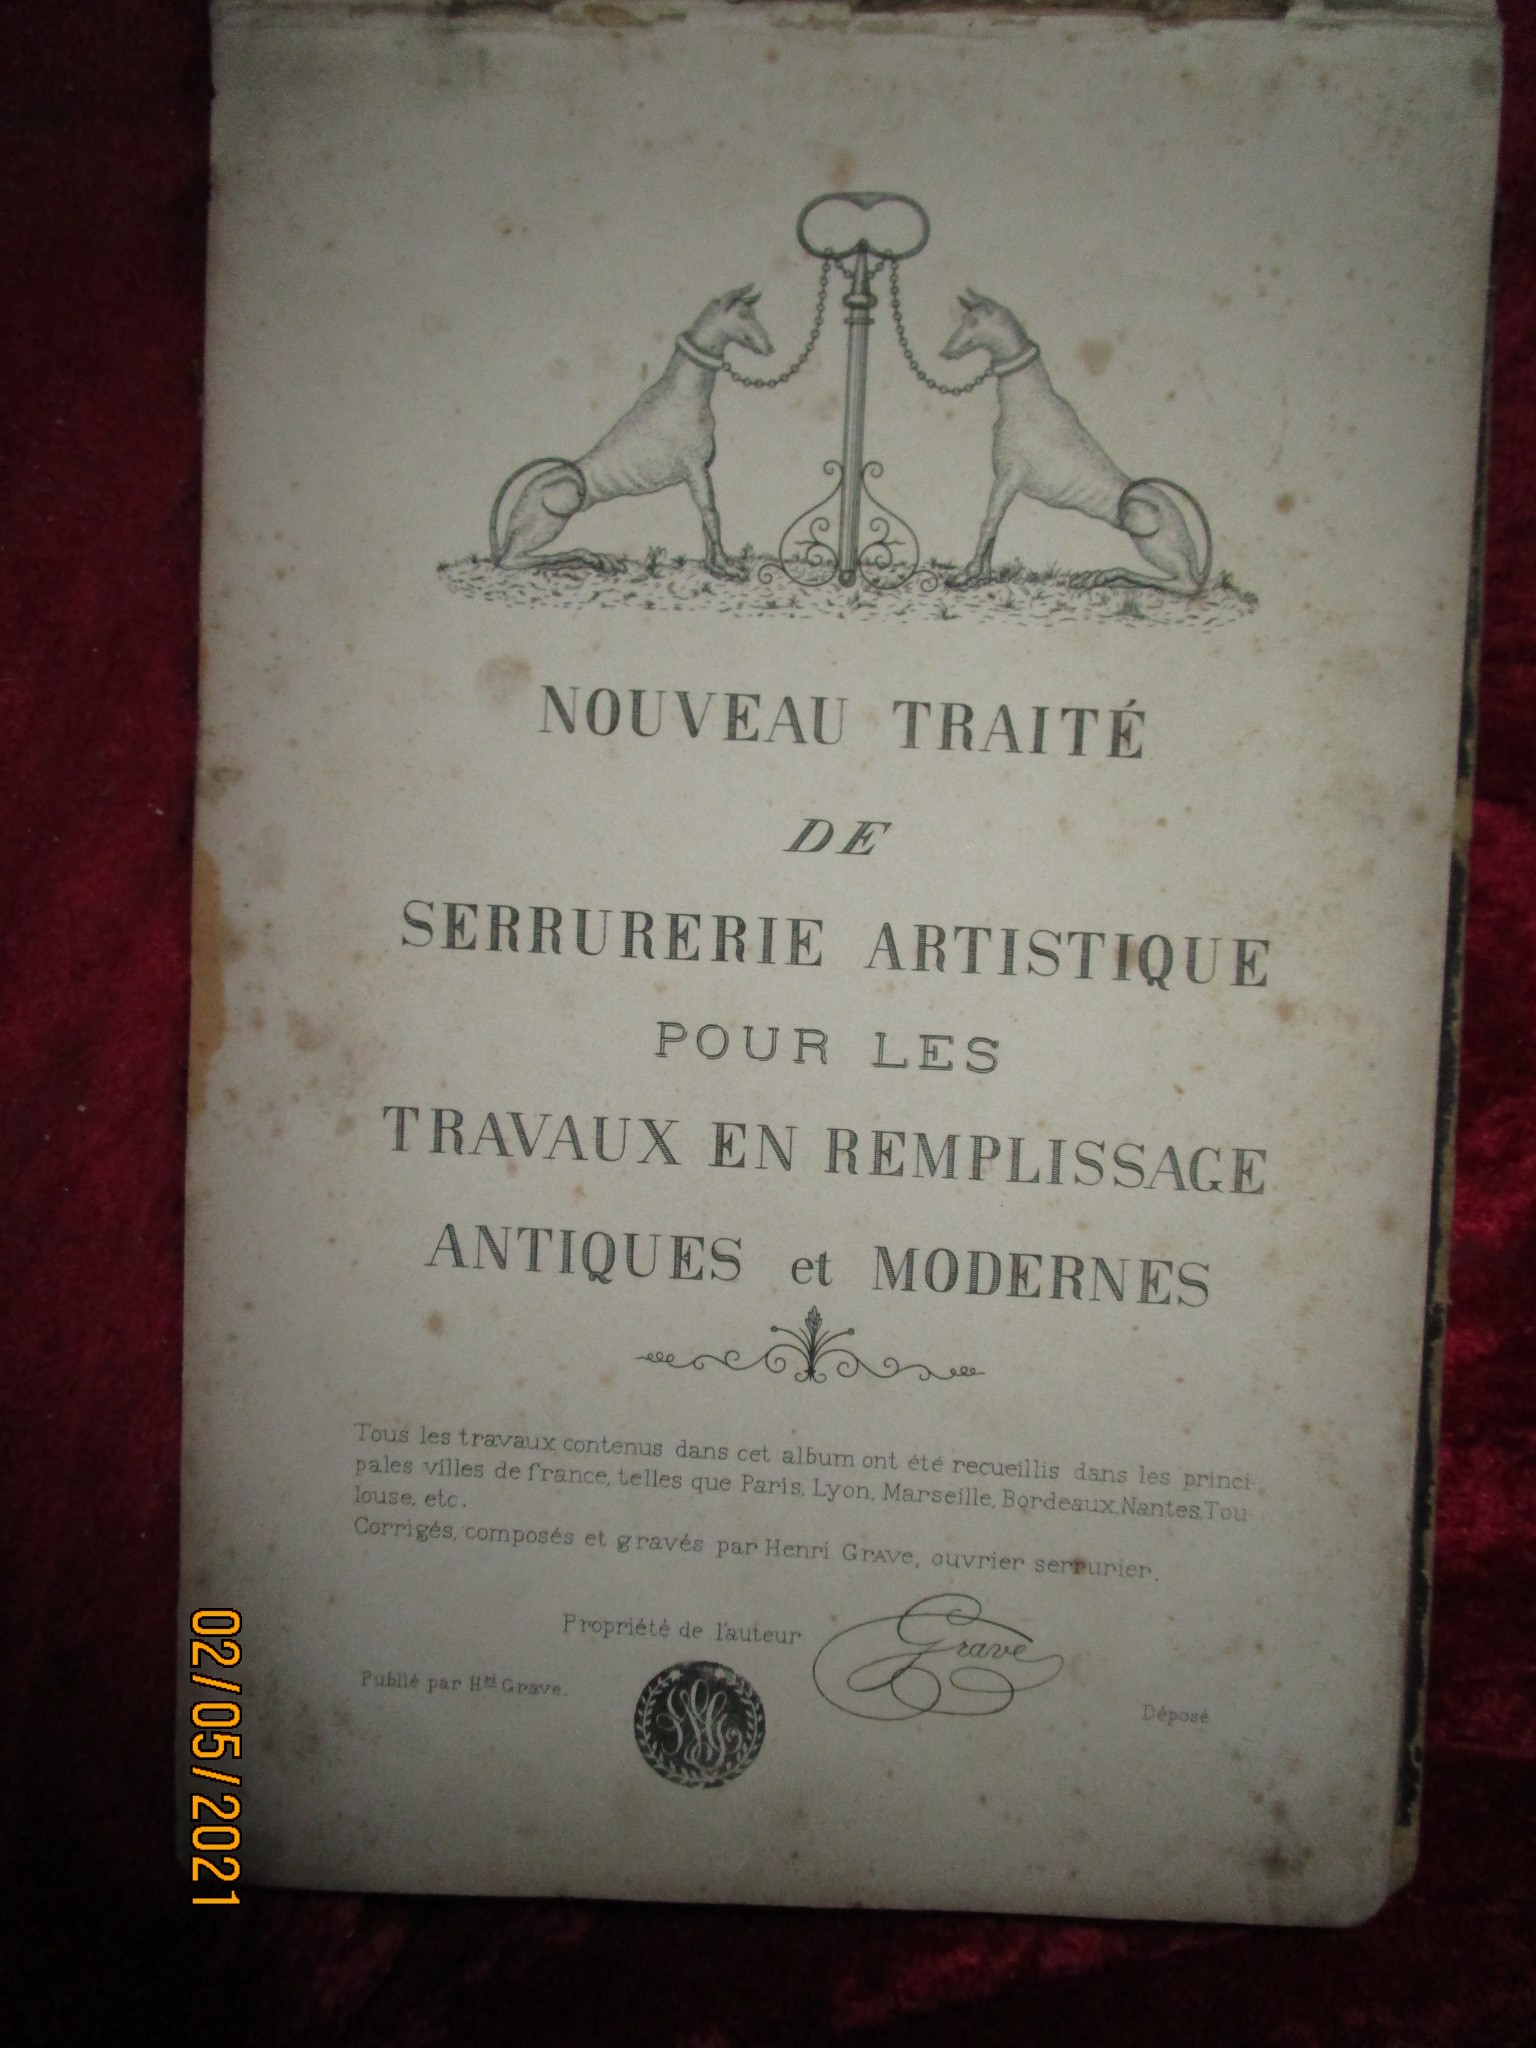 NOUVEAU TRAITÉ
DE
SERRURERIE ARTISTIQUE
POUR LES
TRAVAUX EN REMPLISSAGE
ANTIQUES et MODERNES
Tous les travaux contenus dans cet album ont été recueillis dans les princi-
pales villes de france, telles que Paris, Lyon, Marseille, Bordeaux, Nantes, Tou-
louse, etc.
Corrigés, composés et gravés par Henri GRAVE, ouvrier serrurier.
Propriété de l'auteur Grave
Publié par Hri Grave.
Déposé
02/05/2021